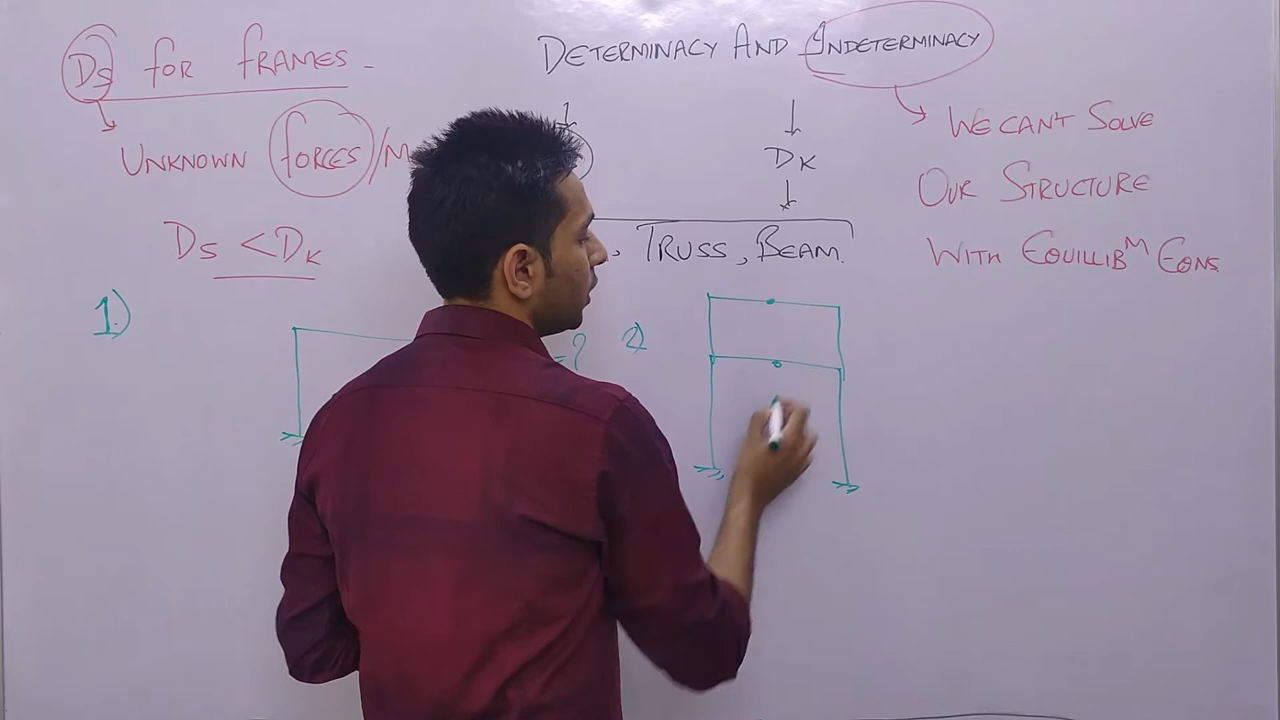 Ds FOR FRAMES -
DETERMINACY AND INDETERMINACY
UNKNOWN FORCES/M
DK
WE CAN'T SOLVE
OUR STRUCTURE
WITH EQUILLIBᴹ EQNS.
Ds < DK
, TRUSS, BEAM.
1)
=?
2)